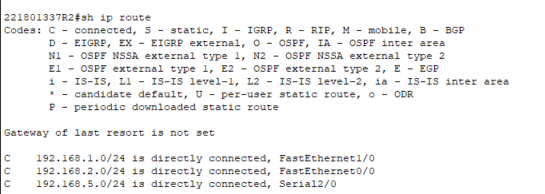 221801337R2#sh ip route
Codes: C - connected, S - static, I - IGRP, R - RIP, M - mobile, B - BGP
D - EIGRP, EX - EIGRP external, O - OSPF, IA - OSPF inter area
N1 - OSPF NSSA external type 1, N2 - OSPF NSSA external type 2
E1 - OSPF external type 1, E2 - OSPF external type 2, E - EGP
i - IS-IS, L1 - IS-IS level-1, L2 - IS-IS level-2, ia - IS-IS inter area
* - candidate default, U - per-user static route, o - ODR
P - periodic downloaded static route
Gateway of last resort is not set
C 192.168.1.0/24 is directly connected, FastEthernet1/0
C 192.168.2.0/24 is directly connected, FastEthernet0/0
C 192.168.5.0/24 is directly connected, Serial2/0